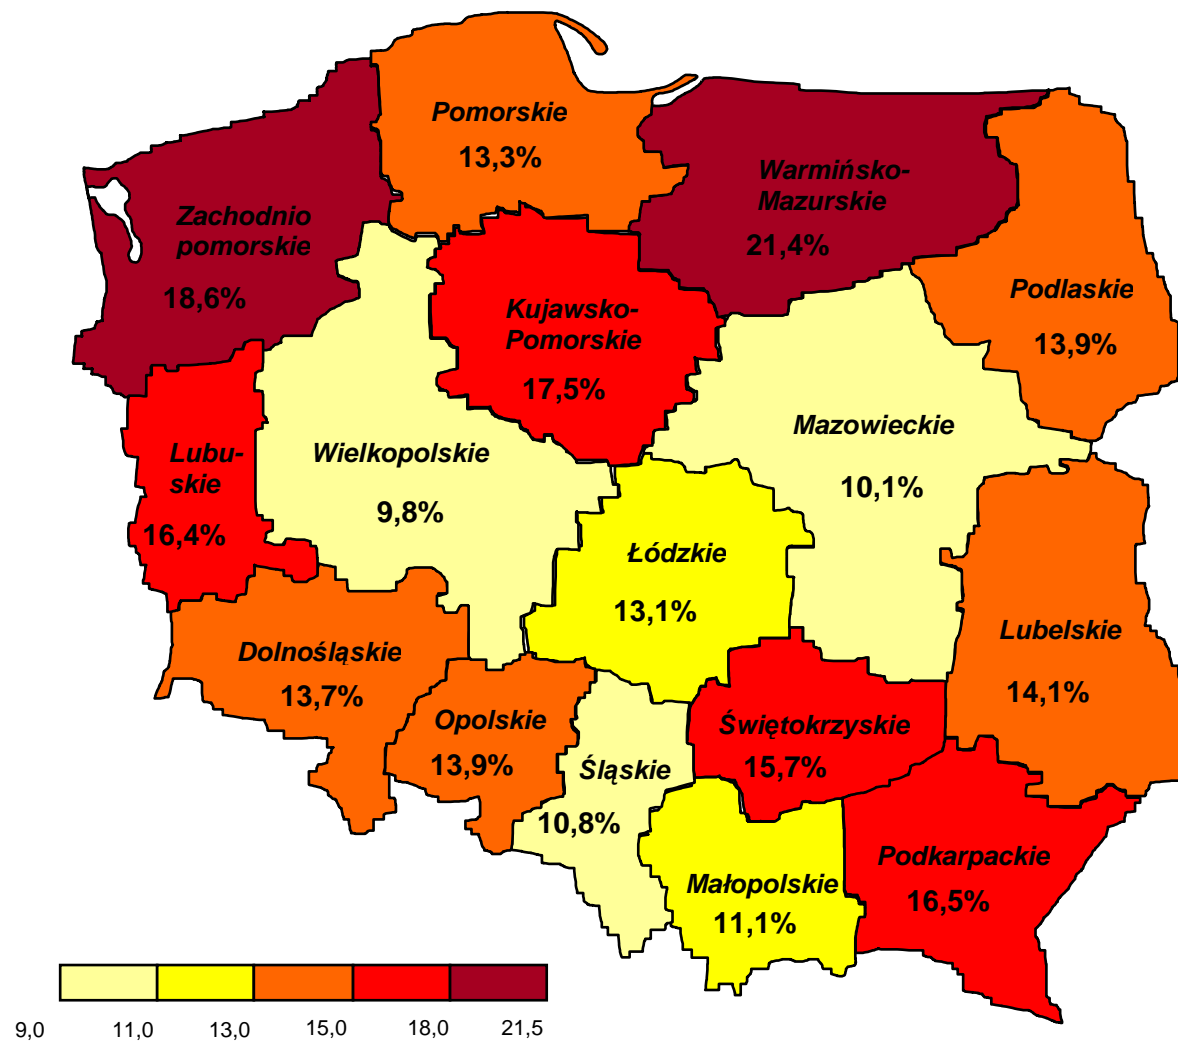 Pomorskie
13,3%
Warmińsko-
Mazurskie
21,4%
Zachodnio
pomorskie
18,6%
Podlaskie
13,9%
Kujawsko-
Pomorskie
17,5%
Mazowieckie
10,1%
Wielkopolskie
9,8%
Lubu-
skie
16,4%
Łódzkie
13,1%
Lubelskie
14,1%
Dolnośląskie
13,7%
Opolskie
13,9%
Śląskie
10,8%
Świętokrzyskie
15,7%
Podkarpackie
16,5%
Małopolskie
11,1%
9,0 11,0 13,0 15,0 18,0 21,5